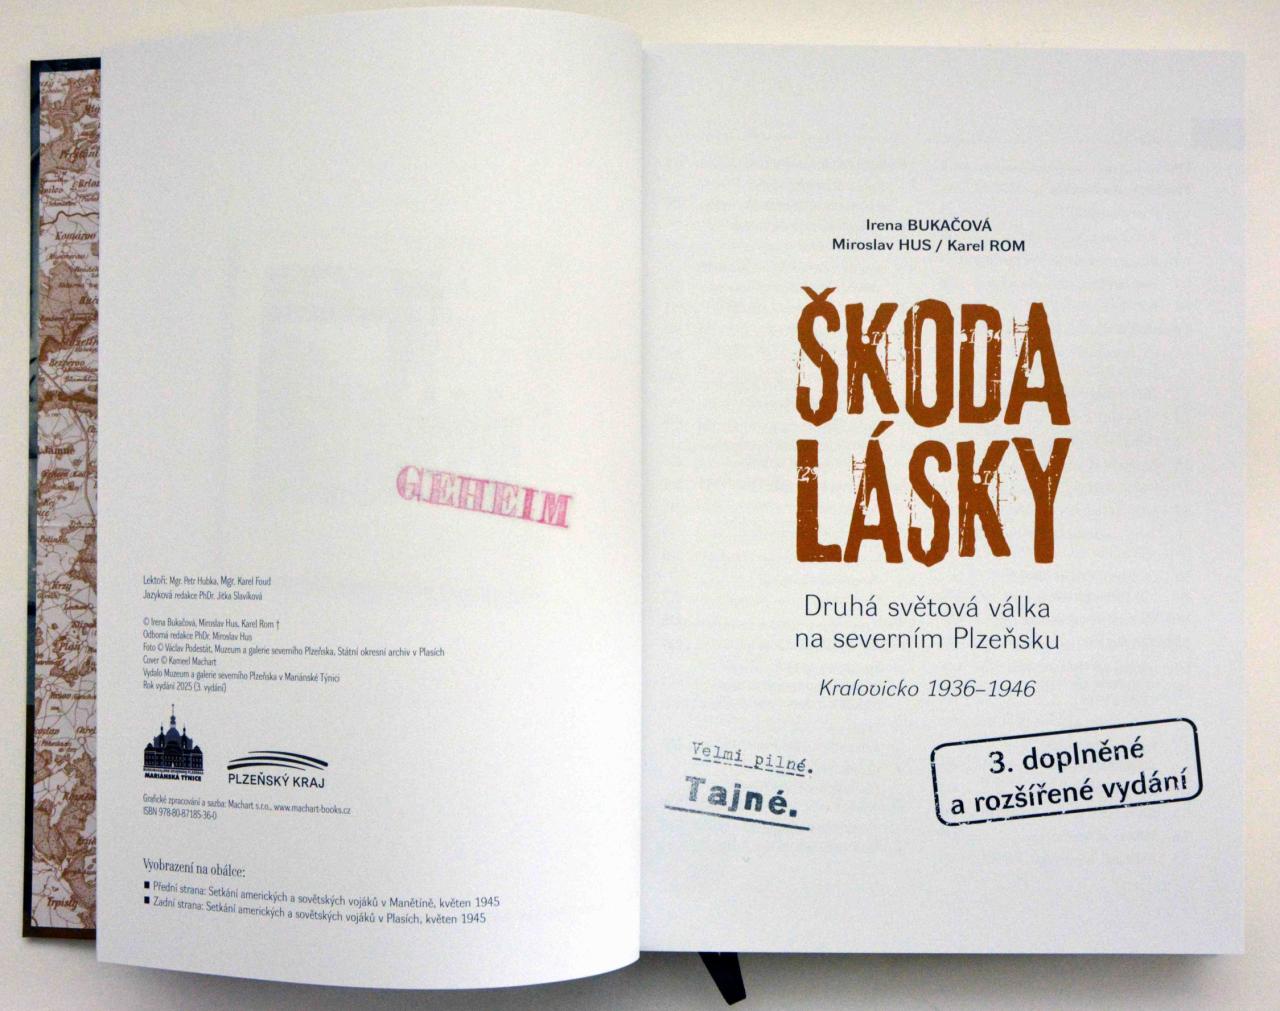 GEHEIM
Lektoři: Mgr. Petr Hubka, Mgr. Karel Foud
Jazyková redakce PhDr. Jitka Slavíková
© Irena Bukačová, Miroslav Hus, Karel Rom †
Odborná redakce PhDr. Miroslav Hus
Foto © Václav Podestát, Muzeum a galerie severního Plzeňska, Státní okresní archiv v Plasích
Cover © Kameel Machart
Vydalo Muzeum a galerie severního Plzeňska v Mariánské Týnici
Rok vydání 2025 (3. vydání)
MARIÁNSKÁ TÝNICE
PLZEŇSKÝ KRAJ
Grafické zpracování a sazba: Machart s.r.o., www.machart-books.cz
ISBN 978-80-87185-36-0
Vyobrazení na obálce:
■ Přední strana: Setkání amerických a sovětských vojáků v Manětíně, květen 1945
■ Zadní strana: Setkání amerických a sovětských vojáků v Plasích, květen 1945
Irena BUKAČOVÁ
Miroslav HUS / Karel ROM
ŠKODA
LÁSKY
Druhá světová válka
na severním Plzeňsku
Kralovicko 1936–1946
Velmi pilné.
Tajné.
3. doplněné
a rozšířené vydání